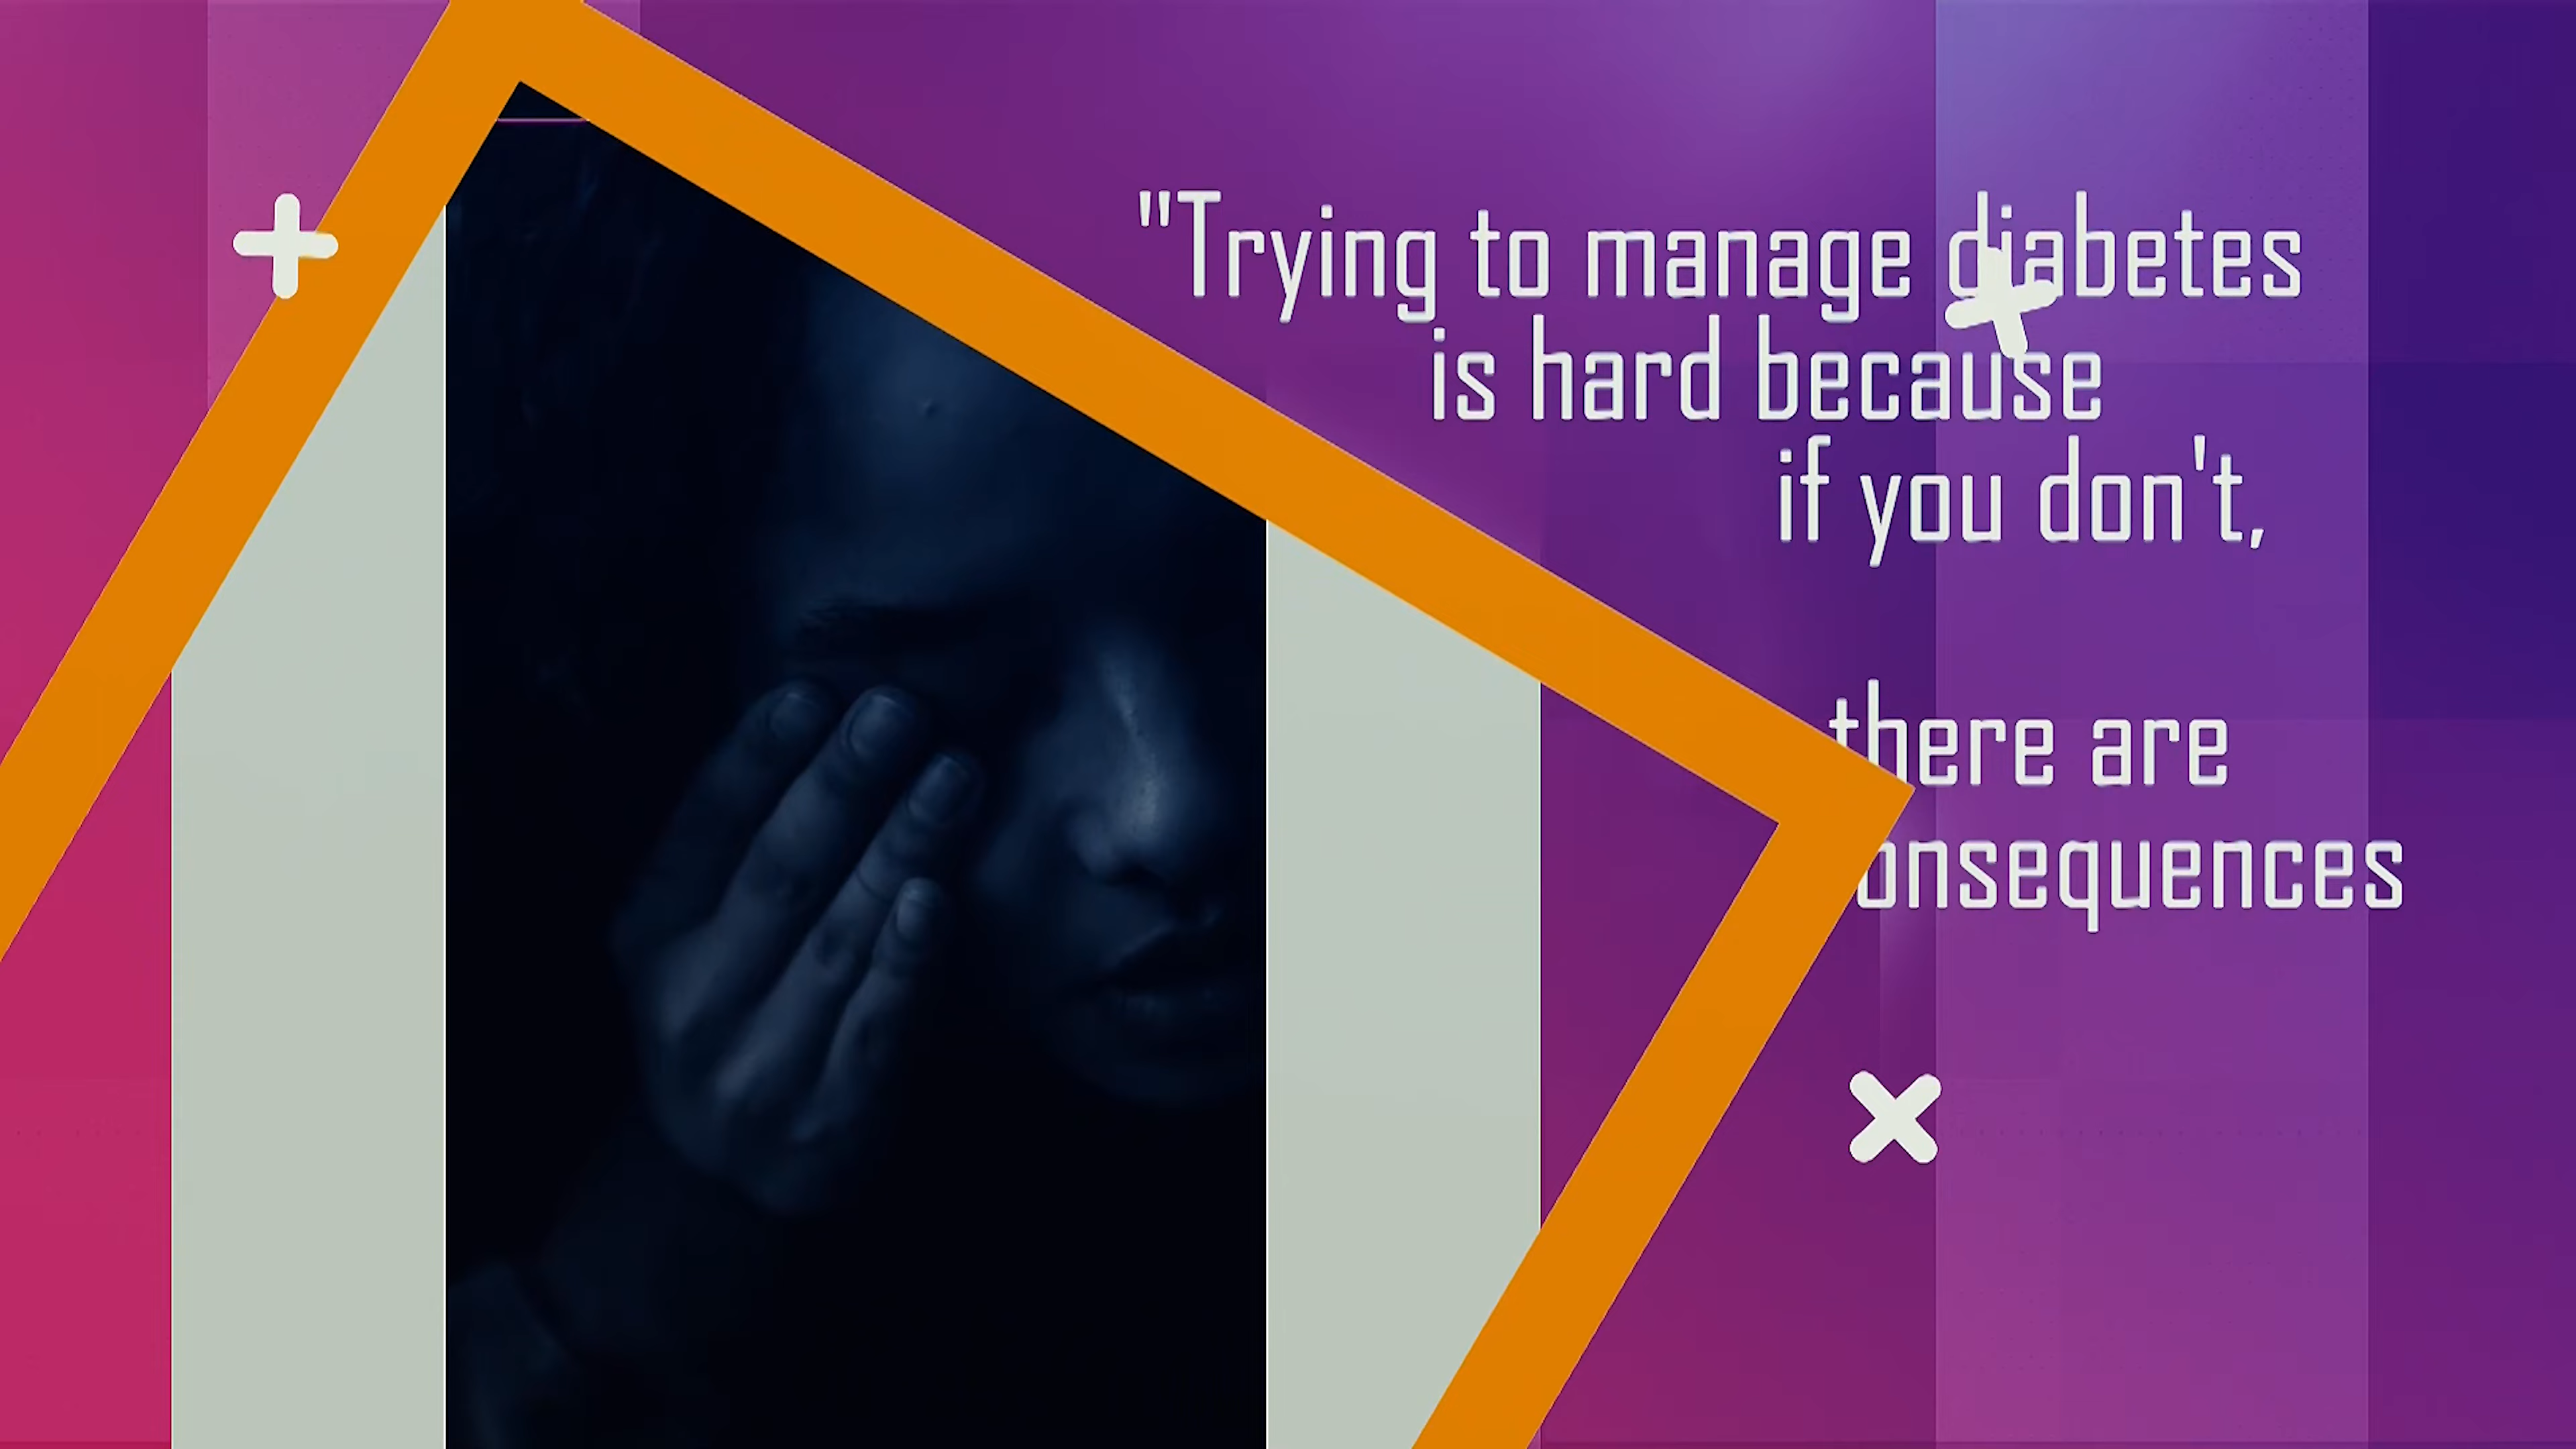 "Trying to manage diabetes
is hard because
if you don't,
there are
onsequences